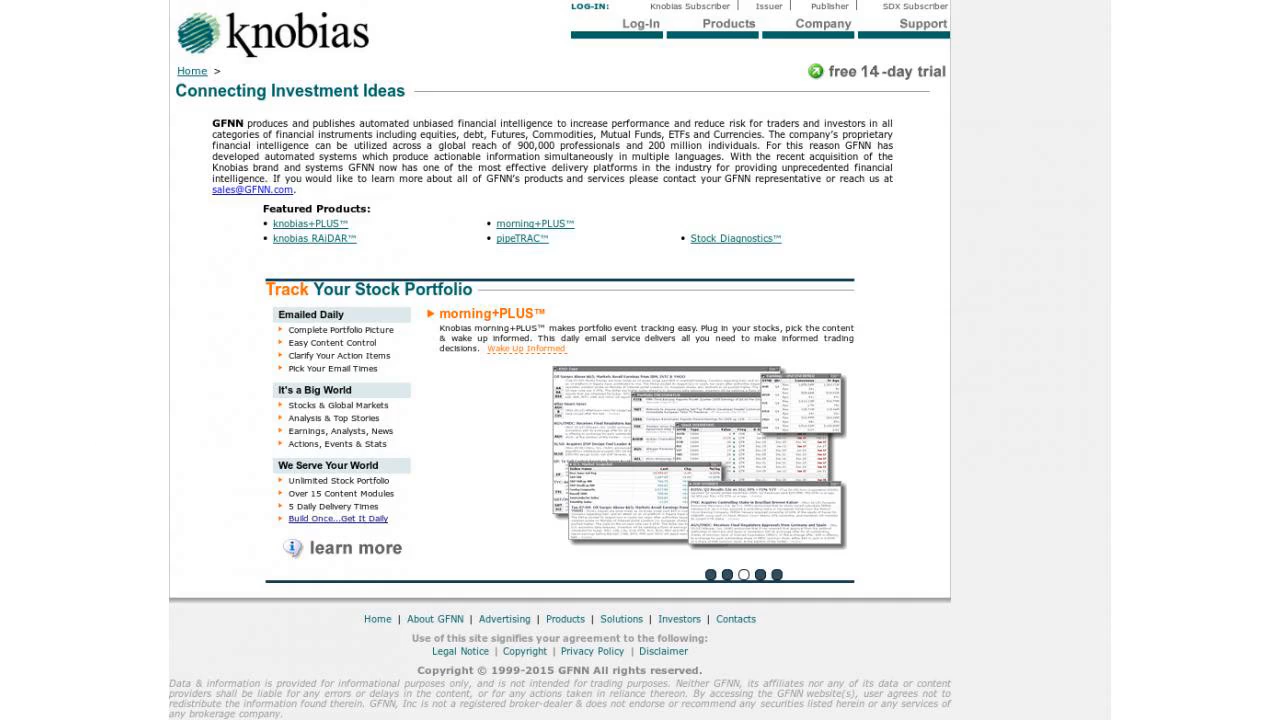 LOG-IN: Knobias Subscriber | Issuer | Publisher | SDX Subscriber
knobias
Log-In Products Company Support
Home >
free 14-day trial
Connecting Investment Ideas
GFNN produces and publishes automated unbiased financial intelligence to increase performance and reduce risk for traders and investors in all
categories of financial instruments including equities, debt, Futures, Commodities, Mutual Funds, ETFs and Currencies. The company's proprietary
financial intelligence can be utilized across a global reach of 900,000 professionals and 200 million individuals. For this reason GFNN has
developed automated systems which produce actionable information simultaneously in multiple languages. With the recent acquisition of the
Knobias brand and systems GFNN now has one of the most effective delivery platforms in the industry for providing unprecedented financial
intelligence. If you would like to learn more about all of GFNN's products and services please contact your GFNN representative or reach us at
sales@GFNN.com.
Featured Products:
• knobias+PLUS™ • morning+PLUS™
• knobias RAiDAR™ • pipeTRAC™ • Stock Diagnostics™
Track Your Stock Portfolio
Emailed Daily
Complete Portfolio Picture
Easy Content Control
Clarify Your Action Items
Pick Your Email Times
It's a Big World
Stocks & Global Markets
Analysis & Top Stories
Earnings, Analysts, News
Actions, Events & Stats
We Serve Your World
Unlimited Stock Portfolio
Over 15 Content Modules
5 Daily Delivery Times
Build Once...Get It Daily
learn more
morning+PLUS™
Knobias morning+PLUS™ makes portfolio event tracking easy. Plug in your stocks, pick the content
& wake up informed. This daily email service delivers all you need to make informed trading
decisions. Wake Up Informed
Home | About GFNN | Advertising | Products | Solutions | Investors | Contacts
Use of this site signifies your agreement to the following:
Legal Notice | Copyright | Privacy Policy | Disclaimer
Copyright © 1999-2015 GFNN All rights reserved.
Data & information is provided for informational purposes only, and is not intended for trading purposes. Neither GFNN, its affiliates nor any of its data or content
providers shall be liable for any errors or delays in the content, or for any actions taken in reliance thereon. By accessing the GFNN website(s), user agrees not to
redistribute the information found therein. GFNN, Inc is not a registered broker-dealer & does not endorse or recommend any securities listed herein or any services of
any brokerage company.